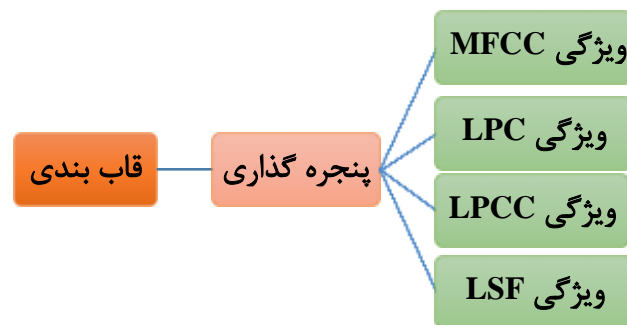 قاب بندی
پنجره گذاری
ویژگی MFCC
ویژگی LPC
ویژگی LPCC
ویژگی LSF